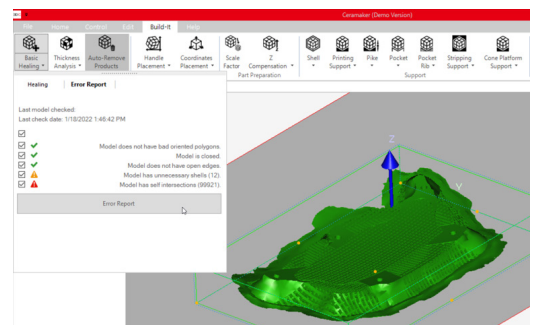 Ceramaker (Demo Version)
File Home Control Edit Build-It Help
Basic Healing
Thickness Analysis
Auto-Remove Products
Handle Placement
Coordinates Placement
Scale Factor
Z Compensation
Shell
Printing Support
Pike
Pocket
Pocket Rib
Stripping Support
Cone Platform Support
Part Preparation
Support
Healing Error Report
Last model checked:
Last check date: 1/18/2022 1:46:42 PM
Model does not have bad oriented polygons.
Model is closed.
Model does not have open edges.
Model has unnecessary shells (12).
Model has self intersections (99921).
Error Report
Z
Y